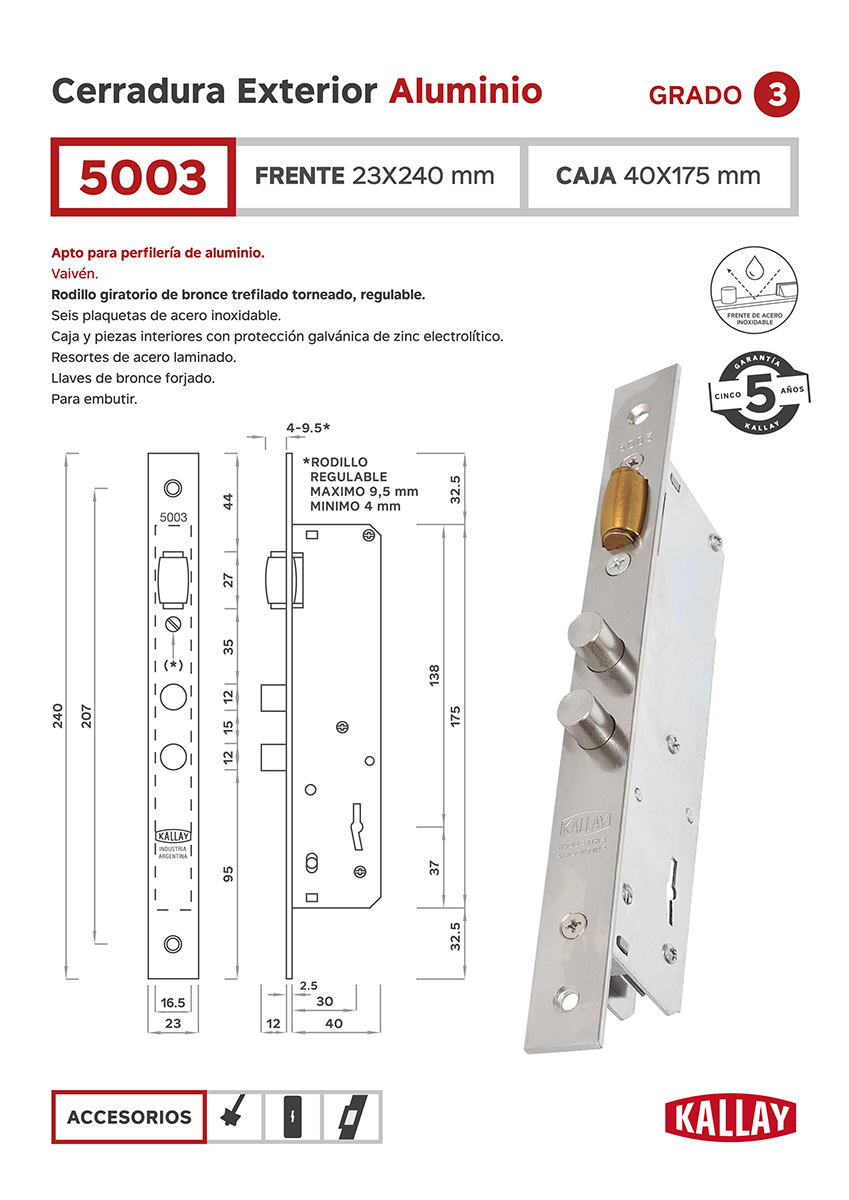 Cerradura Exterior Aluminio
GRADO 3
5003
FRENTE 23X240 mm
CAJA 40X175 mm
Apto para perfilería de aluminio.
Vaivén.
Rodillo giratorio de bronce trefilado torneado, regulable.
Seis plaquetas de acero inoxidable.
Caja y piezas interiores con protección galvánica de zinc electrolítico.
Resortes de acero laminado.
Llaves de bronce forjado.
Para embutir.
FRENTE DE ACERO
INOXIDABLE
GARANTÍA
CINCO 5 AÑOS
KALLAY
4-9.5*
*RODILLO
REGULABLE
MAXIMO 9,5 mm
MINIMO 4 mm
5003
(*)
KALLAY
INDUSTRIA
ARGENTINA
240
207
44
27
35
12
15
12
95
32.5
138
175
37
32.5
16.5
23
2.5
30
12
40
5003
KALLAY
INDUSTRIA
ARGENTINA
ACCESORIOS
KALLAY